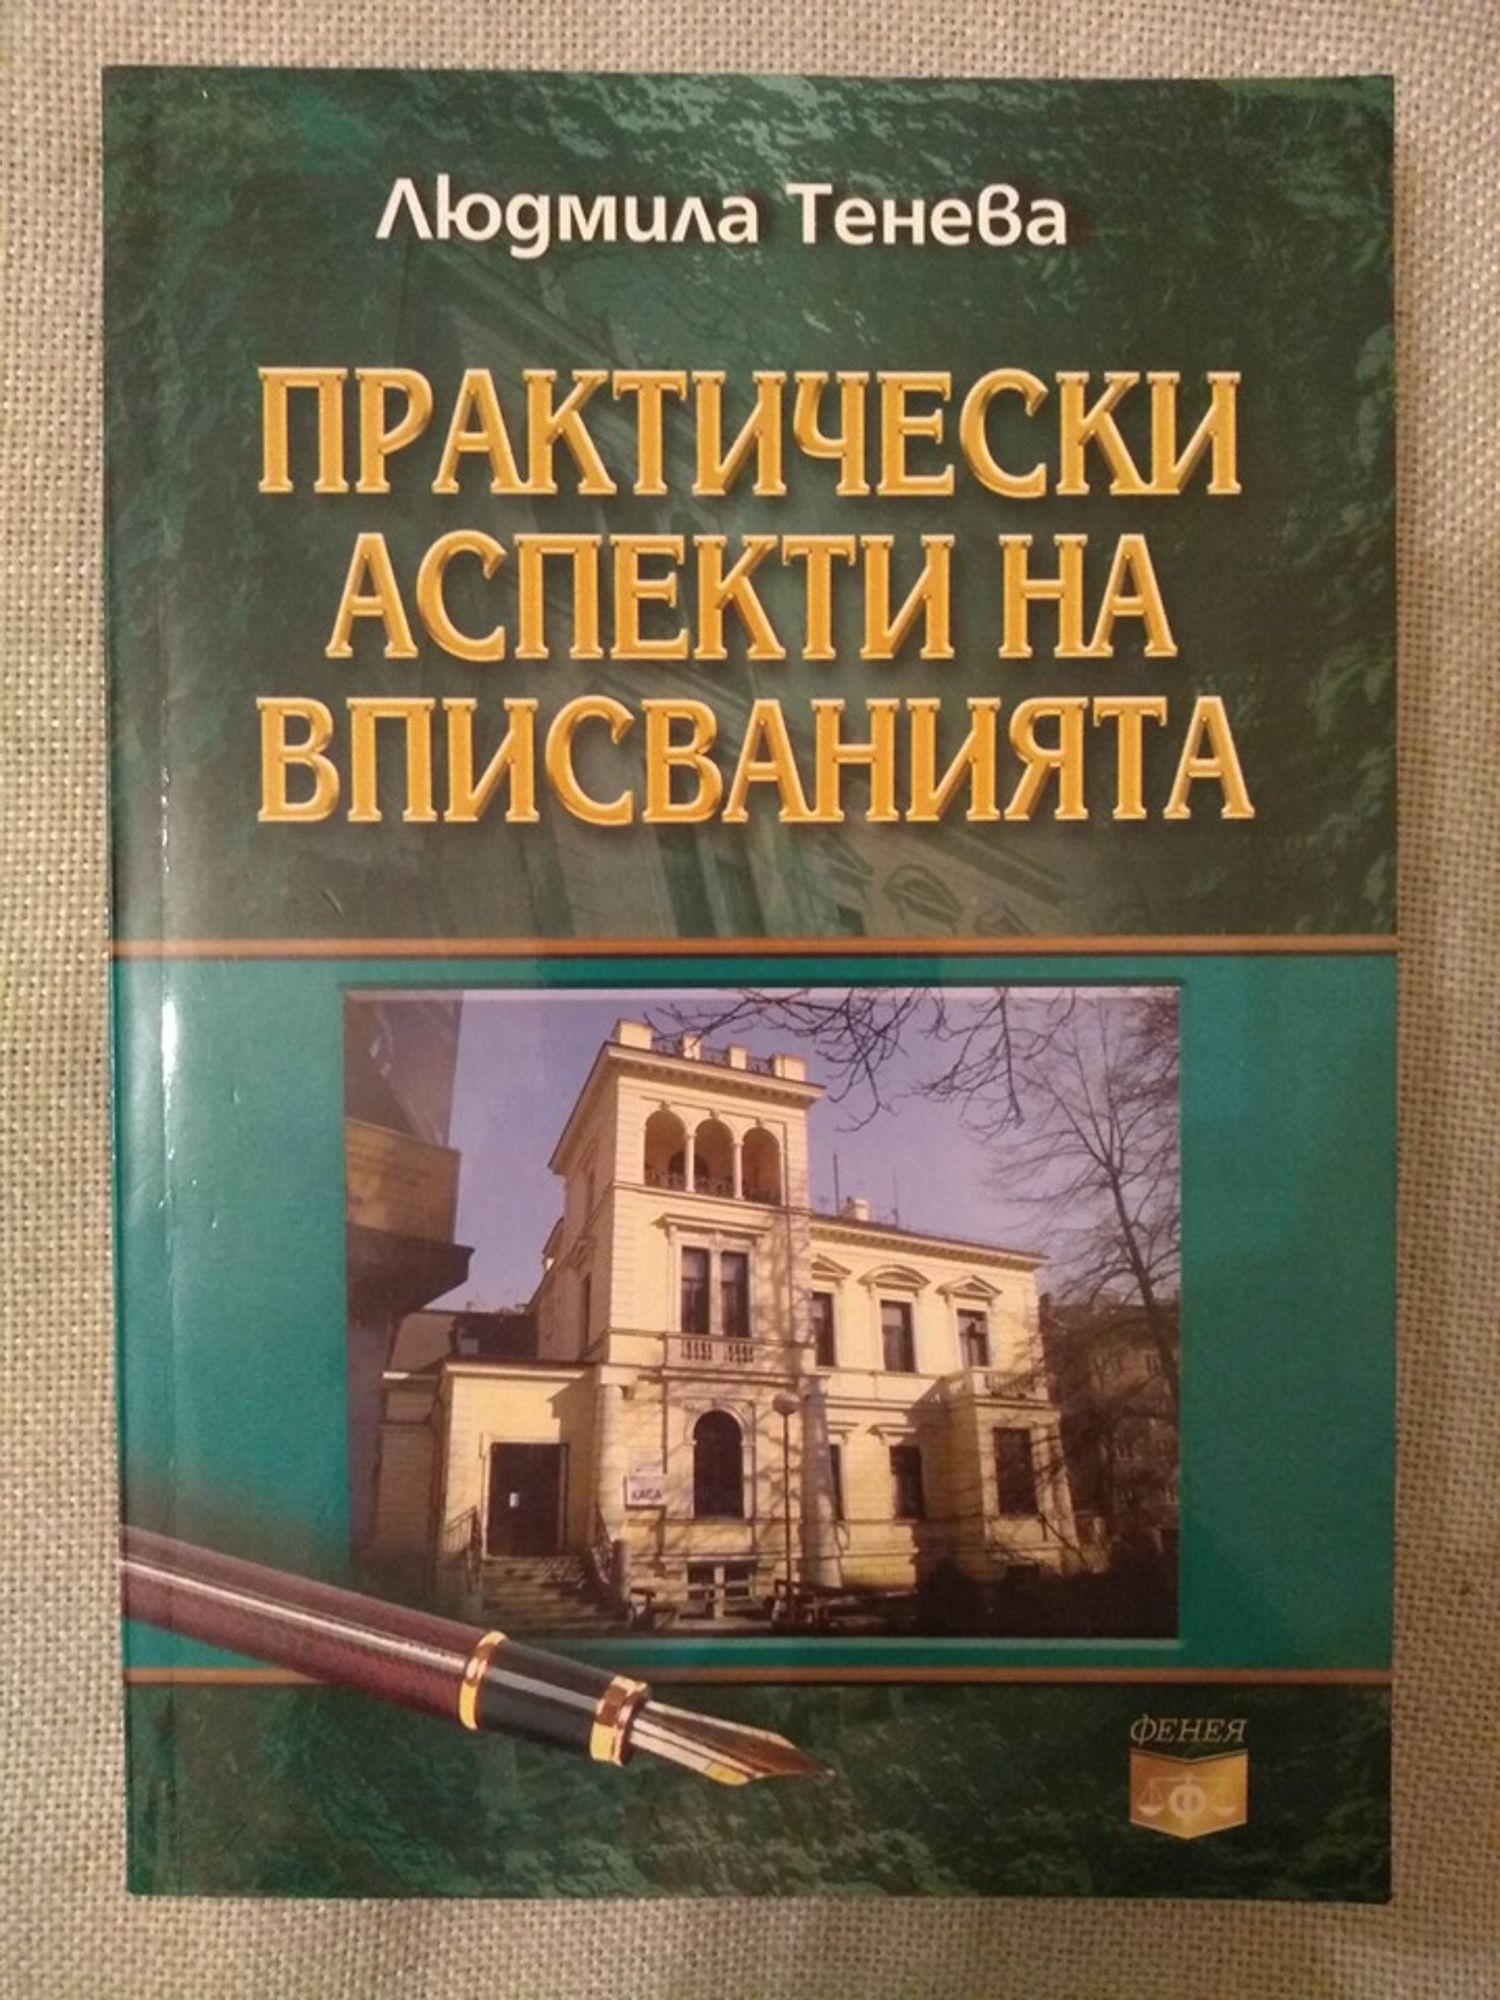 Людмила Тенева
ПРАКТИЧЕСКИ
АСПЕКТИ НА
ВПИСВАНИЯТА
КАСА
ФЕНЕЯ
Ф